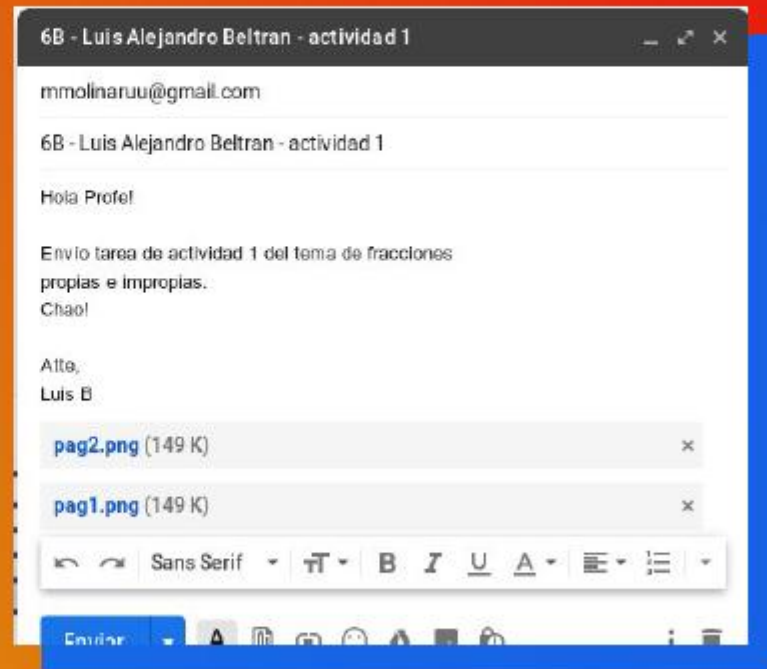 6B - Luis Alejandro Beltran - actividad 1
mmolinaruu@gmail.com
6B - Luis Alejandro Beltran - actividad 1
Hola Profe!
Envío tarea de actividad 1 del tema de fracciones
propias e impropias.
Chao!
Atte,
Luis B
pag2.png (149 K)
pag1.png (149 K)
Sans Serif
Enviar